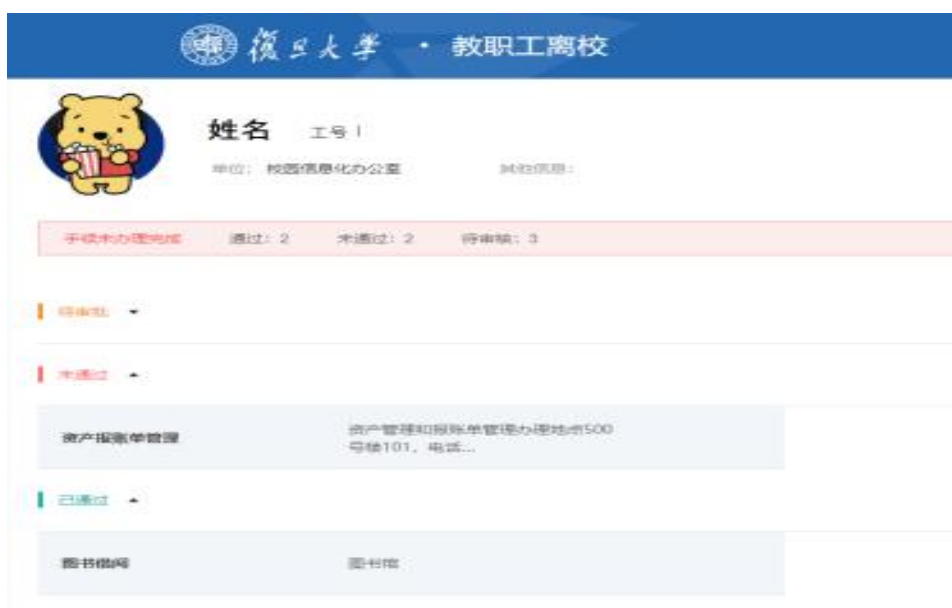 復旦大学 · 教职工离校
姓名 工号 |
单位： 校园信息化办公室 其他信息：
手续未办理完成 通过：2 未通过：2 待审核：3
待审批
未通过
资产报账单管理 资产管理和报账单管理办理地点500
号楼101，电话...
已通过
图书借阅 图书馆